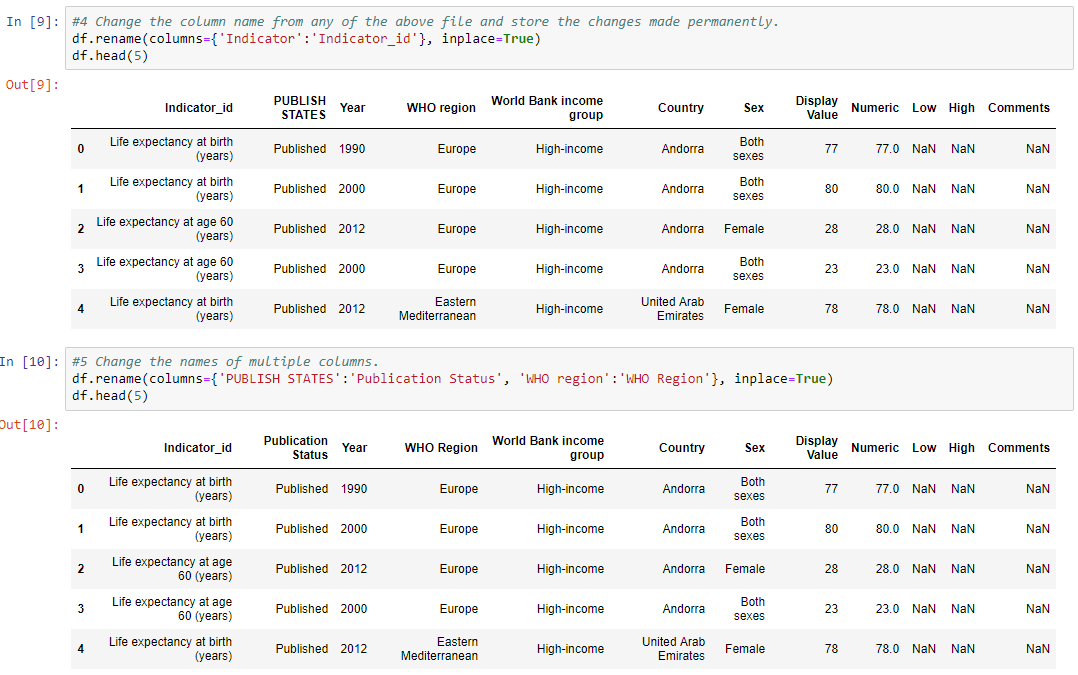 In [9]: #4 Change the column name from any of the above file and store the changes made permanently.
df.rename(columns={'Indicator':'Indicator_id'}, inplace=True)
df.head(5)
Out[9]:
Indicator_id PUBLISH STATES Year WHO region World Bank income group Country Sex Display Value Numeric Low High Comments
0 Life expectancy at birth (years) Published 1990 Europe High-income Andorra Both sexes 77 77.0 NaN NaN NaN
1 Life expectancy at birth (years) Published 2000 Europe High-income Andorra Both sexes 80 80.0 NaN NaN NaN
2 Life expectancy at age 60 (years) Published 2012 Europe High-income Andorra Female 28 28.0 NaN NaN NaN
3 Life expectancy at age 60 (years) Published 2000 Europe High-income Andorra Both sexes 23 23.0 NaN NaN NaN
4 Life expectancy at birth (years) Published 2012 Eastern Mediterranean High-income United Arab Emirates Female 78 78.0 NaN NaN NaN
In [10]: #5 Change the names of multiple columns.
df.rename(columns={'PUBLISH STATES':'Publication Status', 'WHO region':'WHO Region'}, inplace=True)
df.head(5)
Out[10]:
Indicator_id Publication Status Year WHO Region World Bank income group Country Sex Display Value Numeric Low High Comments
0 Life expectancy at birth (years) Published 1990 Europe High-income Andorra Both sexes 77 77.0 NaN NaN NaN
1 Life expectancy at birth (years) Published 2000 Europe High-income Andorra Both sexes 80 80.0 NaN NaN NaN
2 Life expectancy at age 60 (years) Published 2012 Europe High-income Andorra Female 28 28.0 NaN NaN NaN
3 Life expectancy at age 60 (years) Published 2000 Europe High-income Andorra Both sexes 23 23.0 NaN NaN NaN
4 Life expectancy at birth (years) Published 2012 Eastern Mediterranean High-income United Arab Emirates Female 78 78.0 NaN NaN NaN